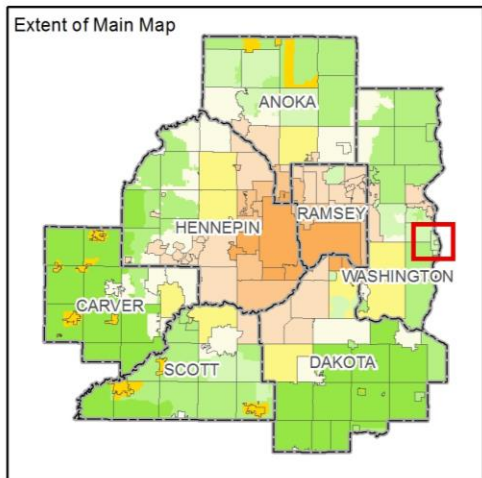 Extent of Main Map
ANOKA
HENNEPIN
RAMSEY
WASHINGTON
CARVER
SCOTT
DAKOTA